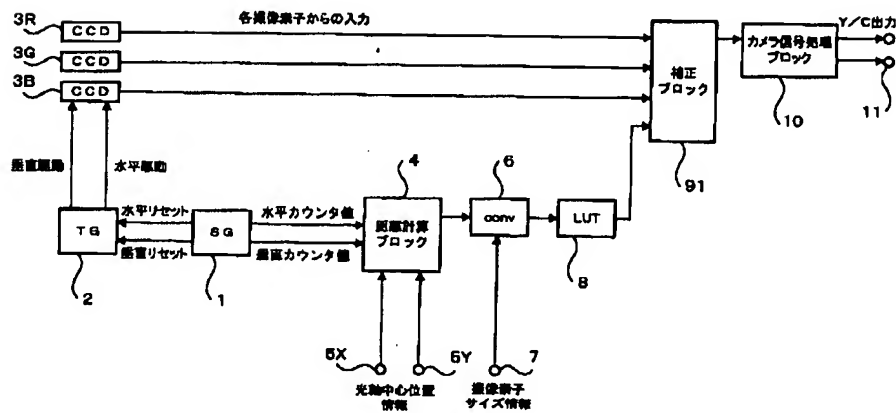 3R
CCD
各撮像素子からの入力
3G
CCD
3B
CCD
補正
ブロック
カメラ信号処理
ブロック
Y/C出力
11
10
91
垂直駆動
水平駆動
4
6
水平リセット
水平カウンタ値
TG
SG
距離計算
ブロック
conv
LUT
垂直リセット
垂直カウンタ値
2
1
8
5X
5Y
7
光軸中心位置
情報
撮像素子
サイズ情報